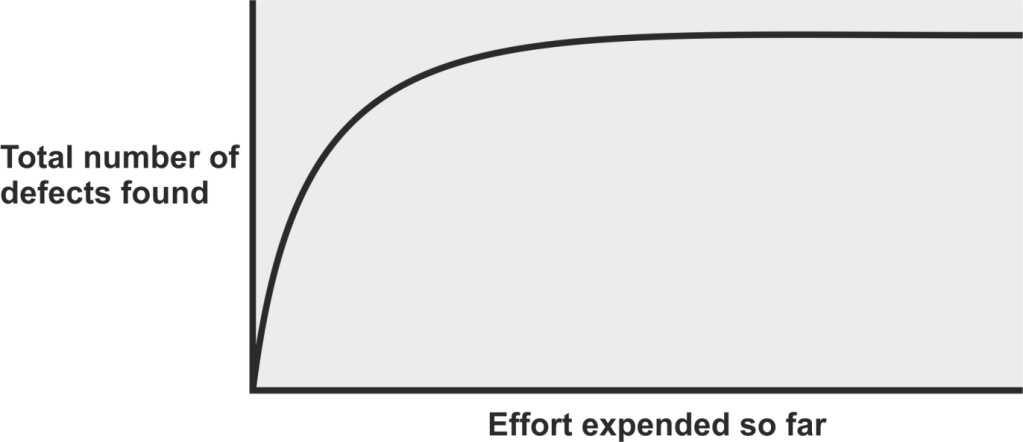 Total number of
defects found
Effort expended so far